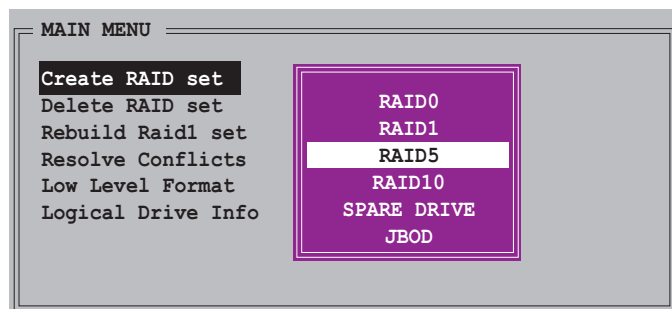 MAIN MENU
Create RAID set
Delete RAID set
Rebuild Raid1 set
Resolve Conflicts
Low Level Format
Logical Drive Info
RAID0
RAID1
RAID5
RAID10
SPARE DRIVE
JBOD